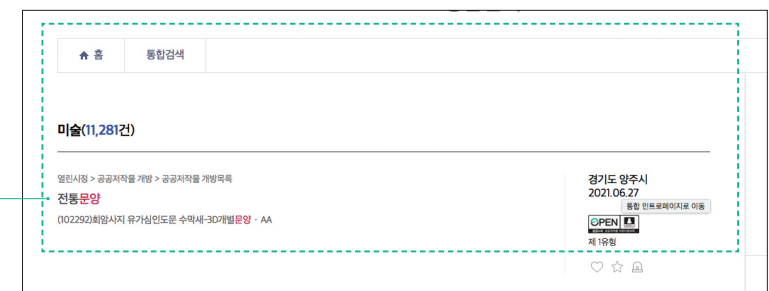 홈 통합검색
미술(11,281건)
열린시정 > 공공저작물 개방 > 공공저작물 개방목록
전통문양
(102292)회암사지 유가심인도문 수막새-3D개별문양 · AA
경기도 양주시
2021.06.27
통합 인트로페이지로 이동
OPEN
제 1유형